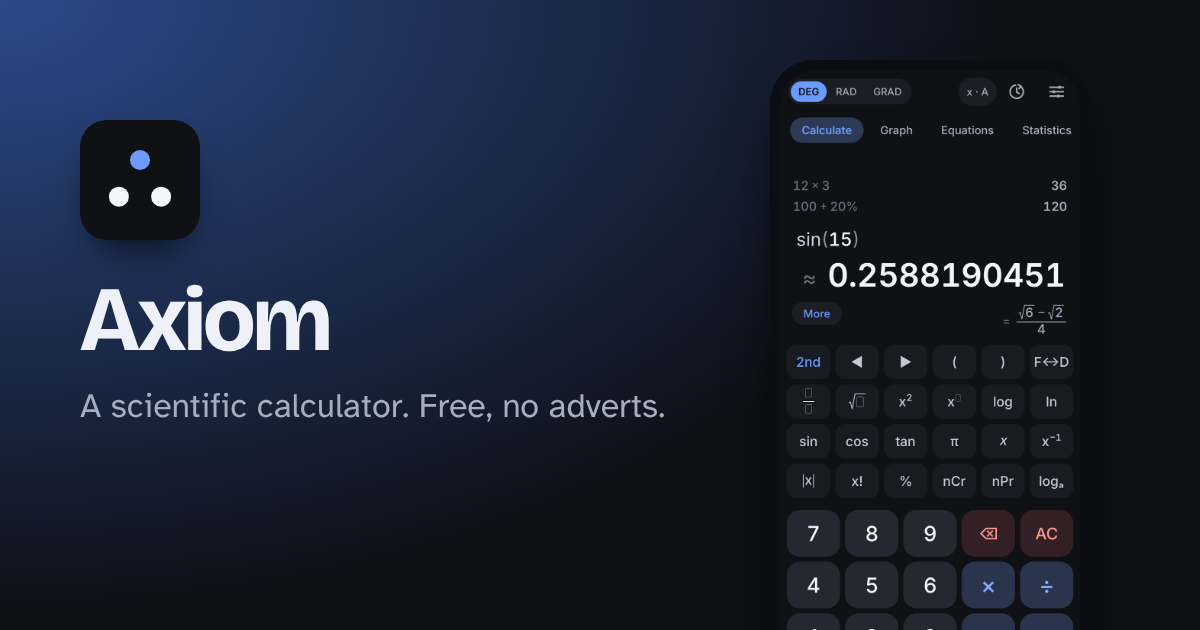 Axiom
A scientific calculator. Free, no adverts.
DEG RAD GRAD x · A
Calculate Graph Equations Statistics
12 × 3 36
100 + 20% 120
sin(15)
≈ 0.2588190451
More = (√6 − √2)/4
2nd ◀ ▶ ( ) F↔D
√□ x² x□ log ln
sin cos tan π x x⁻¹
|x| x! % nCr nPr logₐ
7 8 9 ⌫ AC
4 5 6 × ÷